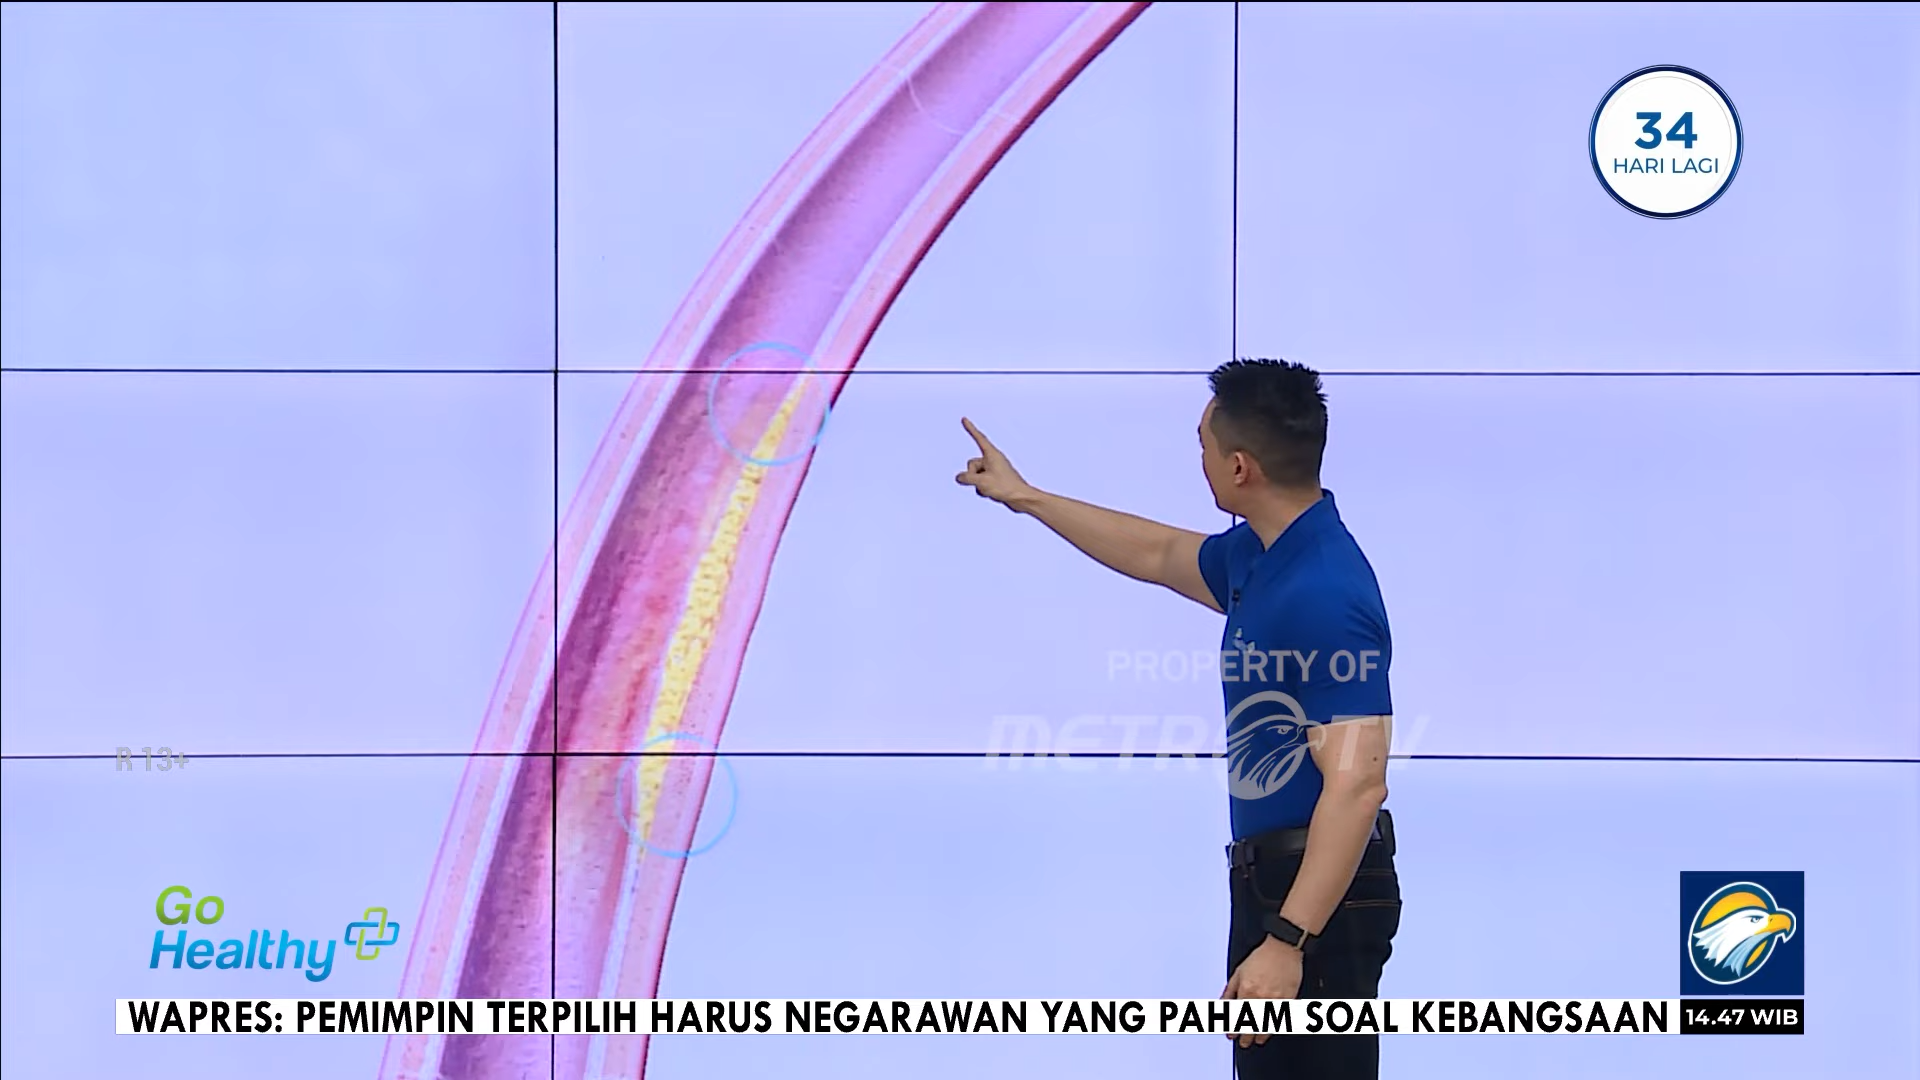 34
HARI LAGI
PROPERTY OF
METRO TV
R 13+
Go
Healthy
WAPRES: PEMIMPIN TERPILIH HARUS NEGARAWAN YANG PAHAM SOAL KEBANGSAAN
14.47 WIB